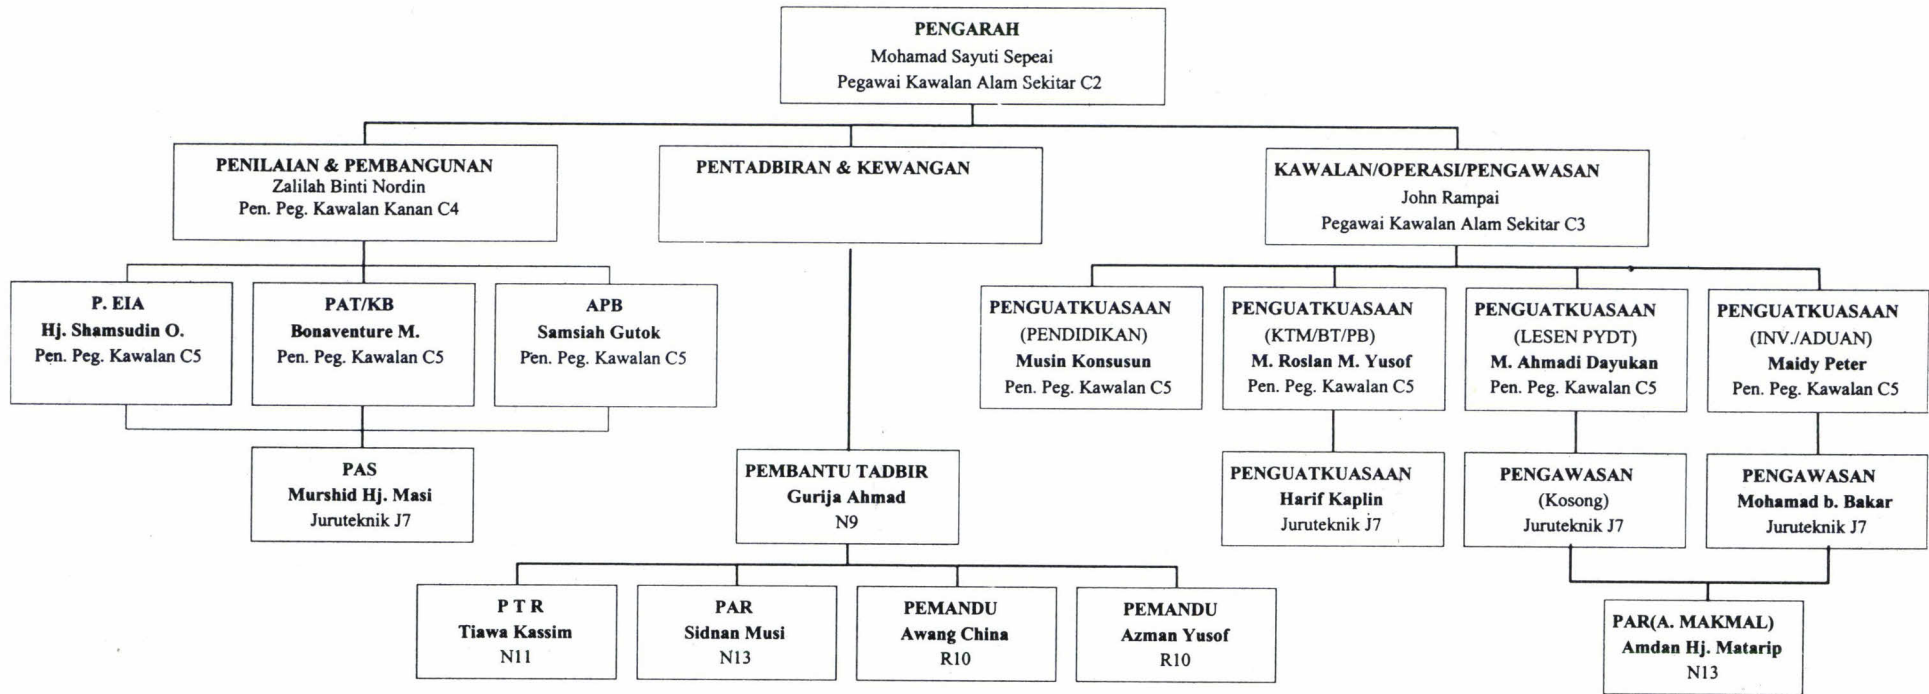 PENGARAH
Mohamad Sayuti Sepeai
Pegawai Kawalan Alam Sekitar C2
PENILAIAN & PEMBANGUNAN
Zalilah Binti Nordin
Pen. Peg. Kawalan Kanan C4
PENTADBIRAN & KEWANGAN
KAWALAN/OPERASI/PENGAWASAN
John Rampai
Pegawai Kawalan Alam Sekitar C3
P. EIA
Hj. Shamsudin O.
Pen. Peg. Kawalan C5
PAT/KB
Bonaventure M.
Pen. Peg. Kawalan C5
APB
Samsiah Gutok
Pen. Peg. Kawalan C5
PENGUATKUASAAN
(PENDIDIKAN)
Musin Konsusun
Pen. Peg. Kawalan C5
PENGUATKUASAAN
(KTM/BT/PB)
M. Roslan M. Yusof
Pen. Peg. Kawalan C5
PENGUATKUASAAN
(LESEN PYDT)
M. Ahmadi Dayukan
Pen. Peg. Kawalan C5
PENGUATKUASAAN
(INV./ADUAN)
Maidy Peter
Pen. Peg. Kawalan C5
PAS
Murshid Hj. Masi
Juruteknik J7
PEMBANTU TADBIR
Gurija Ahmad
N9
PENGUATKUASAAN
Harif Kaplin
Juruteknik J7
PENGAWASAN
(Kosong)
Juruteknik J7
PENGAWASAN
Mohamad b. Bakar
Juruteknik J7
P T R
Tiawa Kassim
N11
PAR
Sidnan Musi
N13
PEMANDU
Awang China
R10
PEMANDU
Azman Yusof
R10
PAR(A. MAKMAL)
Amdan Hj. Matarip
N13